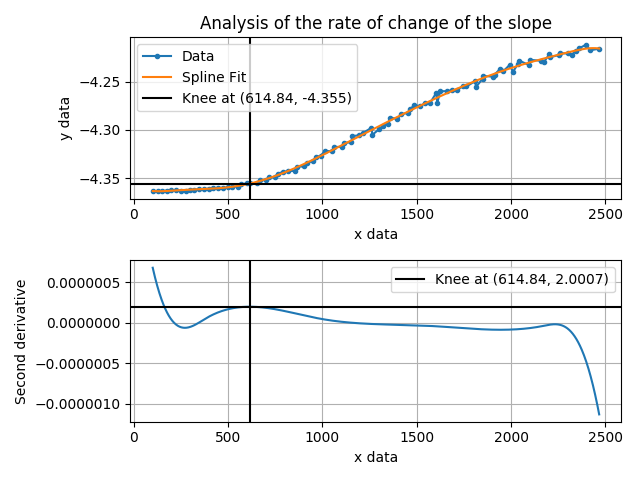 Analysis of the rate of change of the slope
Data
Spline Fit
Knee at (614.84, -4.355)
−4.25
−4.30
−4.35
y data
0
500
1000
1500
2000
2500
x data
Knee at (614.84, 2.0007)
0.0000005
0.0000000
−0.0000005
−0.0000010
Second derivative
0
500
1000
1500
2000
2500
x data